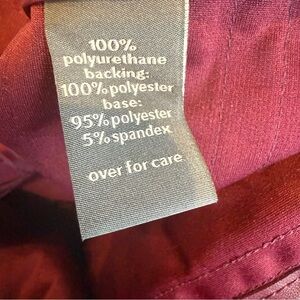 100%
polyurethane
backing:
100% polyester
base:
95% polyester
5% spandex
over for care